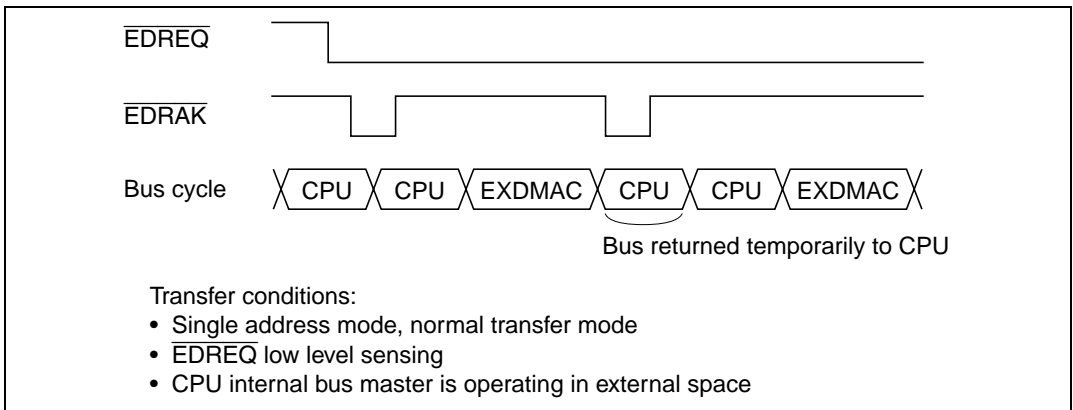 EDREQ
EDRAK
Bus cycle CPU CPU EXDMAC CPU CPU EXDMAC
Bus returned temporarily to CPU
Transfer conditions:
• Single address mode, normal transfer mode
• EDREQ low level sensing
• CPU internal bus master is operating in external space